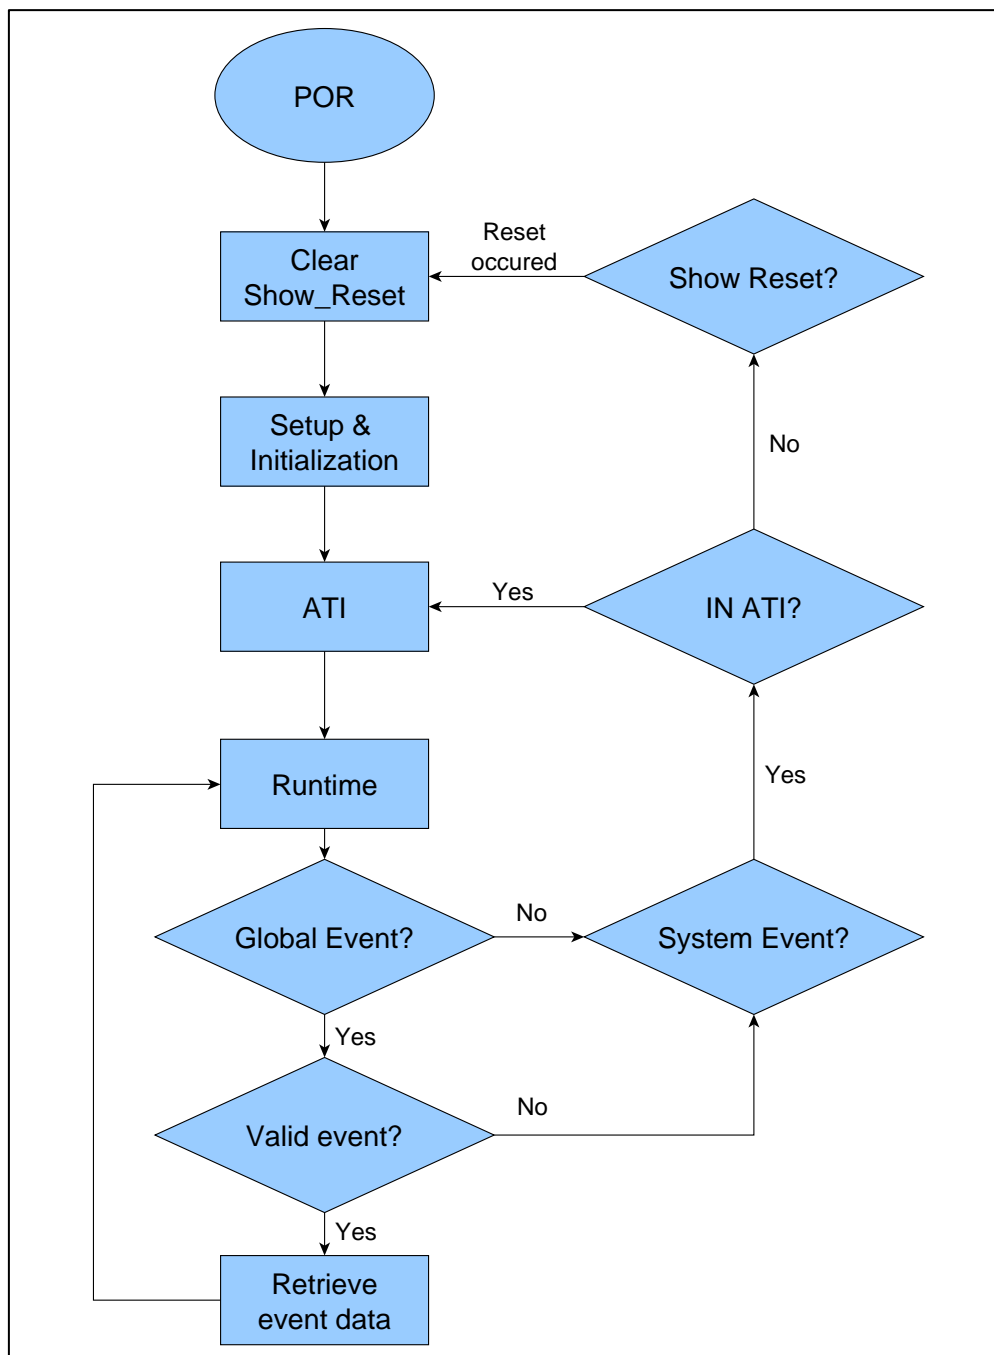 POR
Clear
Show_Reset
Reset
occured
Show Reset?
Setup &
Initialization
No
ATI
Yes
IN ATI?
Runtime
Yes
Global Event?
No
System Event?
Yes
Valid event?
No
Yes
Retrieve
event data